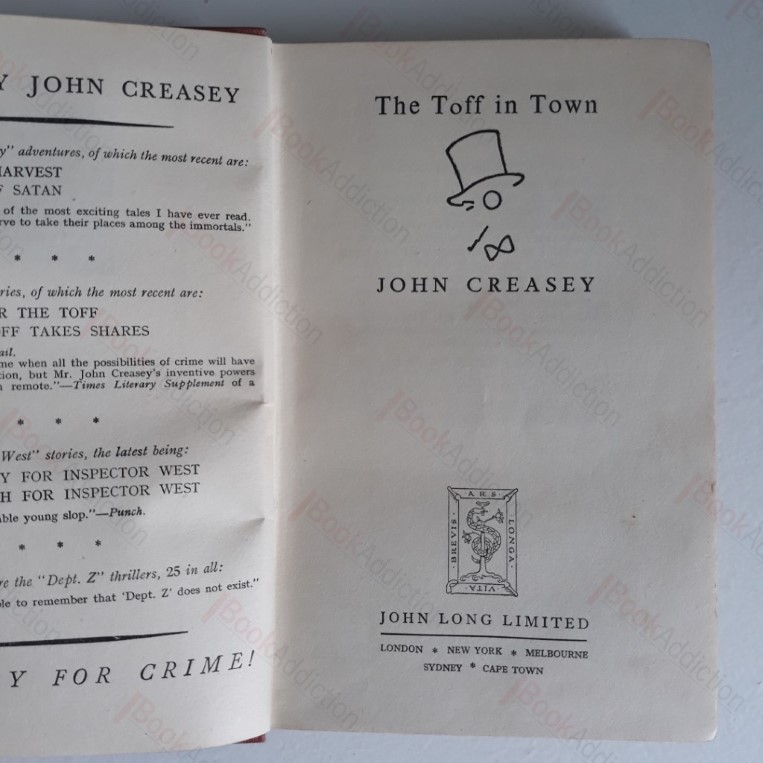 Y JOHN CREASEY
y" adventures, of which the most recent are:
HARVEST
F SATAN
of the most exciting tales I have ever read.
rve to take their places among the immortals."
* * *
ries, of which the most recent are:
R THE TOFF
OFF TAKES SHARES
ail.
me when all the possibilities of crime will have
tion, but Mr. John Creasey's inventive powers
n remote."—Times Literary Supplement of a
* * *
West" stories, the latest being:
Y FOR INSPECTOR WEST
H FOR INSPECTOR WEST
able young slop."—Punch.
* * *
re the "Dept. Z" thrillers, 25 in all:
le to remember that 'Dept. Z' does not exist."
Y FOR CRIME!
The Toff in Town
JOHN CREASEY
ARS
LONGA
VITA
BREVIS
JOHN LONG LIMITED
LONDON * NEW YORK * MELBOURNE
SYDNEY * CAPE TOWN
BookAddiction